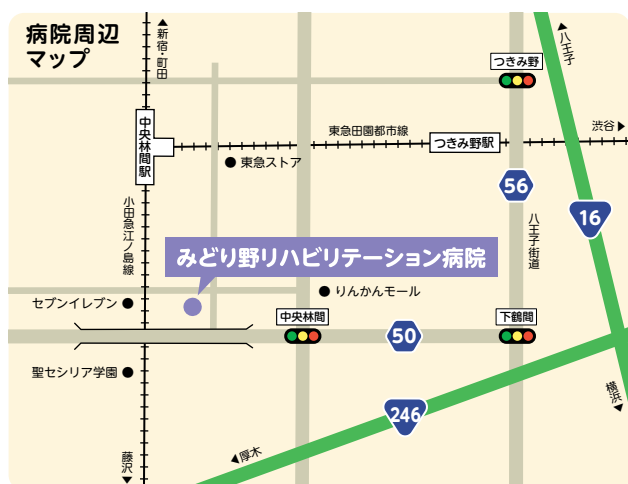 病院周辺
マップ
▲新宿・町田
つきみ野
▲八王子
中央林間駅
東急田園都市線
つきみ野駅
渋谷▶
東急ストア
56
16
小田急江ノ島線
八王子街道
みどり野リハビリテーション病院
セブンイレブン
りんかんモール
中央林間
50
下鶴間
聖セシリア学園
246
横浜▶
◀厚木
藤沢▼